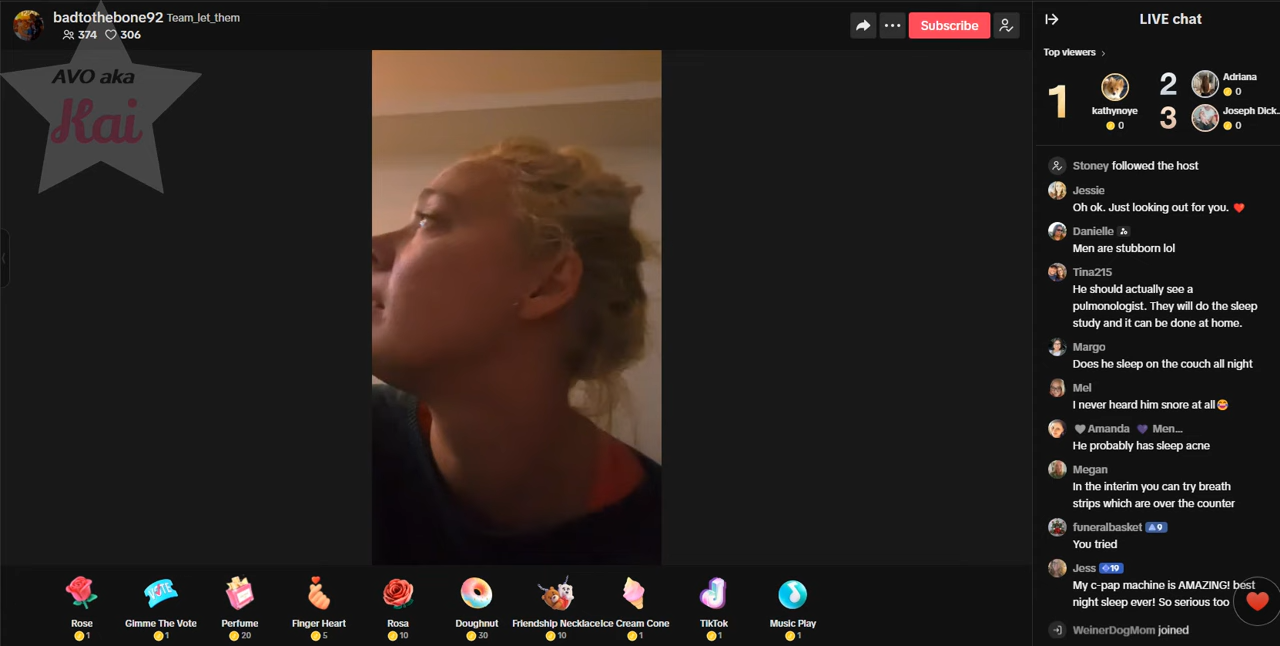 badtothebone92 Team_let_them
374 306
Subscribe
AVO aka
Kai
LIVE chat
Top viewers
1
kathynoye
0
2
Adriana
0
3
Joseph Dick...
0
Stoney followed the host
Jessie
Oh ok. Just looking out for you.
Danielle
Men are stubborn lol
Tina215
He should actually see a
pulmonologist. They will do the sleep
study and it can be done at home.
Margo
Does he sleep on the couch all night
Mel
I never heard him snore at all
Amanda Men...
He probably has sleep acne
Megan
In the interim you can try breath
strips which are over the counter
funeralbasket 9
You tried
Jess 19
My c-pap machine is AMAZING! best
night sleep ever! So serious too
WeinerDogMom joined
VOTE
Rose Gimme The Vote Perfume Finger Heart Rosa Doughnut Friendship Necklace Ice Cream Cone TikTok Music Play
1 1 20 5 10 30 10 1 1 1